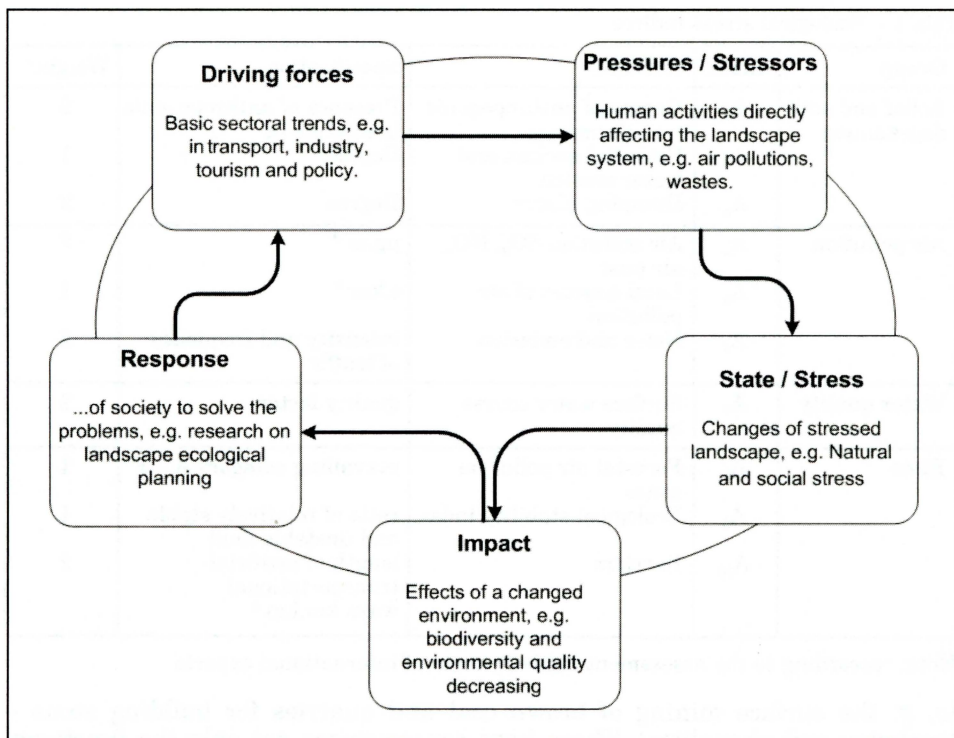 Driving forces
Basic sectoral trends, e.g.
in transport, industry,
tourism and policy.
Pressures / Stressors
Human activities directly
affecting the landscape
system, e.g. air pollutions,
wastes.
State / Stress
Changes of stressed
landscape, e.g. Natural
and social stress
Impact
Effects of a changed
environment, e.g.
biodiversity and
environmental quality
decreasing
Response
...of society to solve the
problems, e.g. research on
landscape ecological
planning